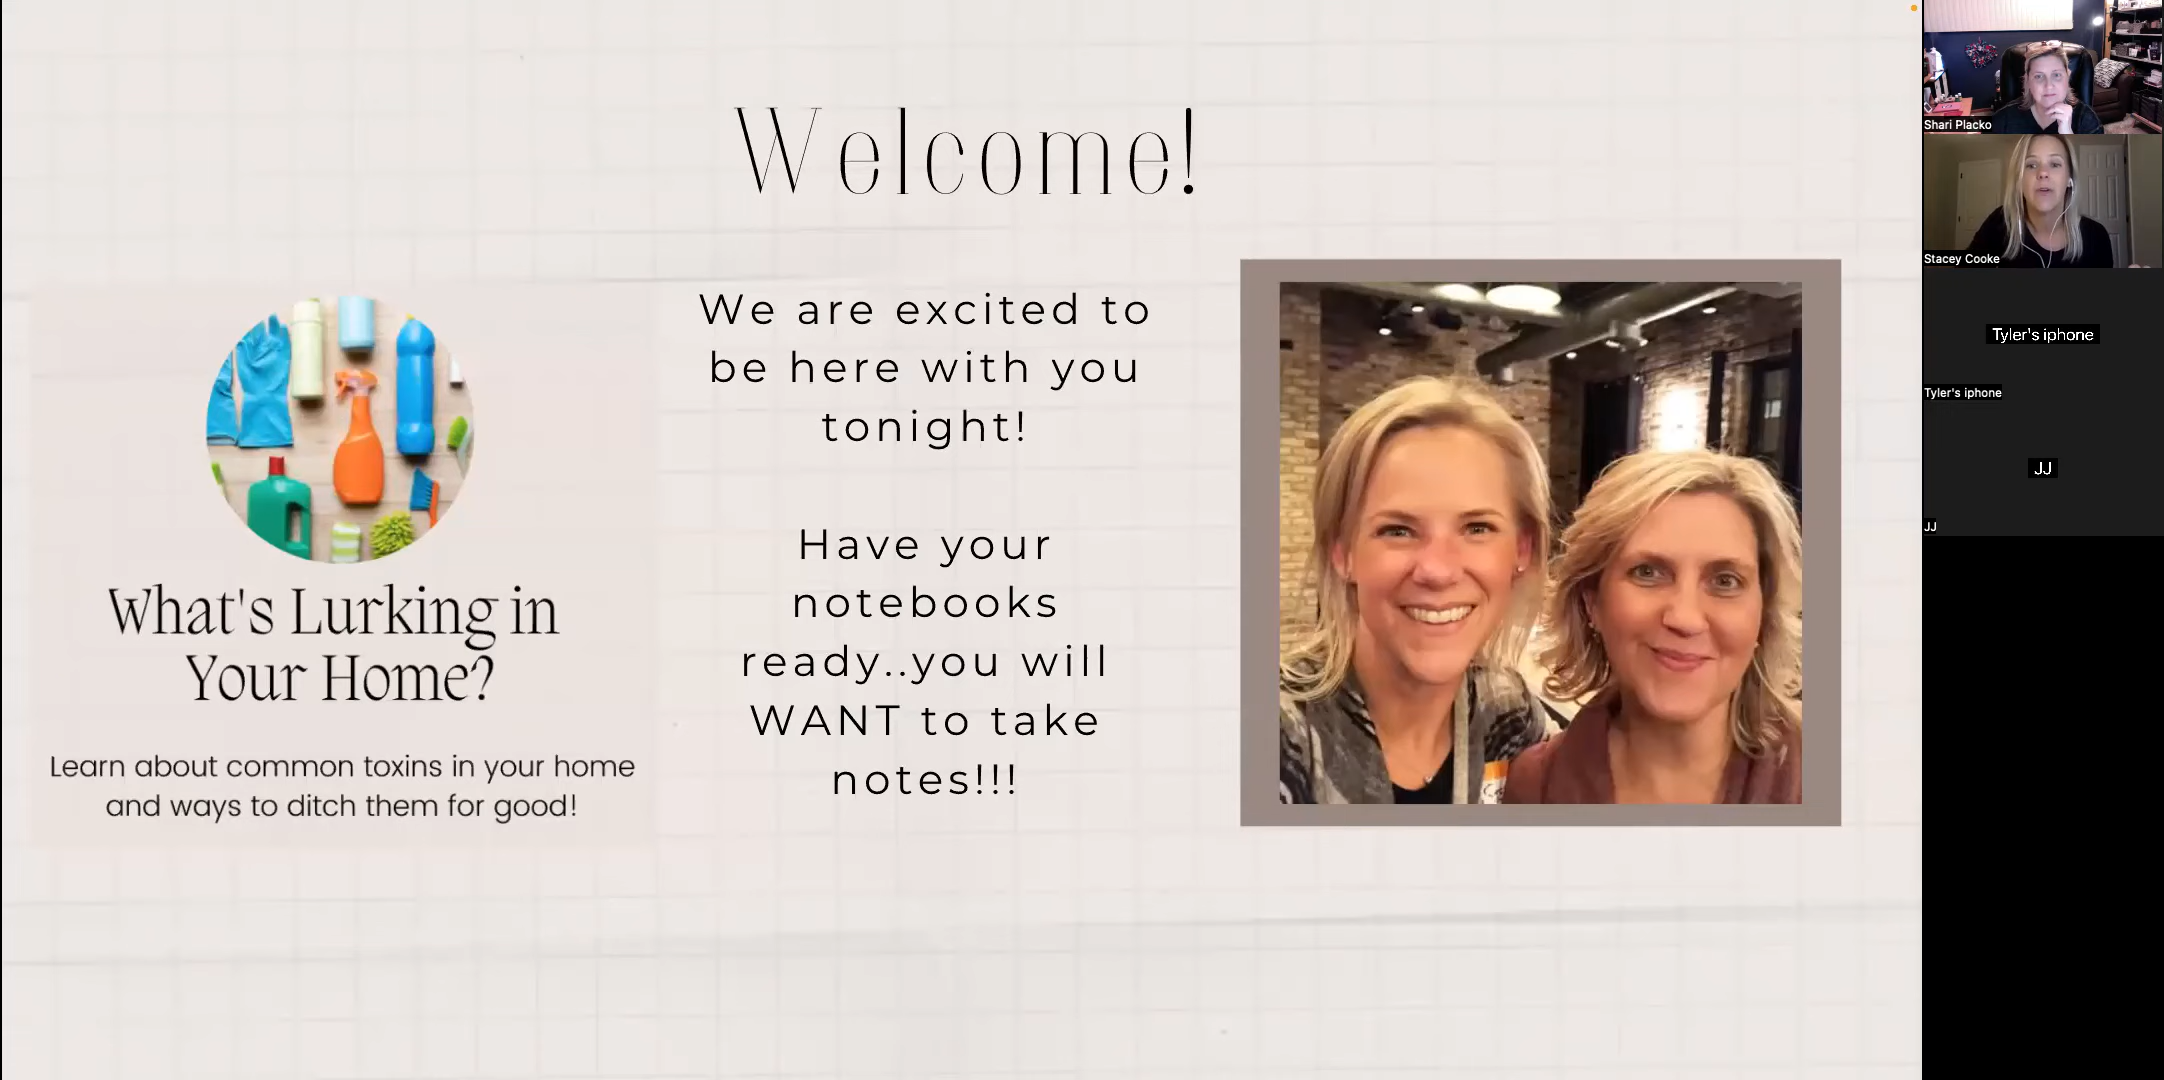 Welcome!
We are excited to
be here with you
tonight!
Have your
notebooks
ready..you will
WANT to take
notes!!!
What's Lurking in
Your Home?
Learn about common toxins in your home
and ways to ditch them for good!
Shari Placko
Stacey Cooke
Tyler's iphone
Tyler's iphone
JJ
JJ